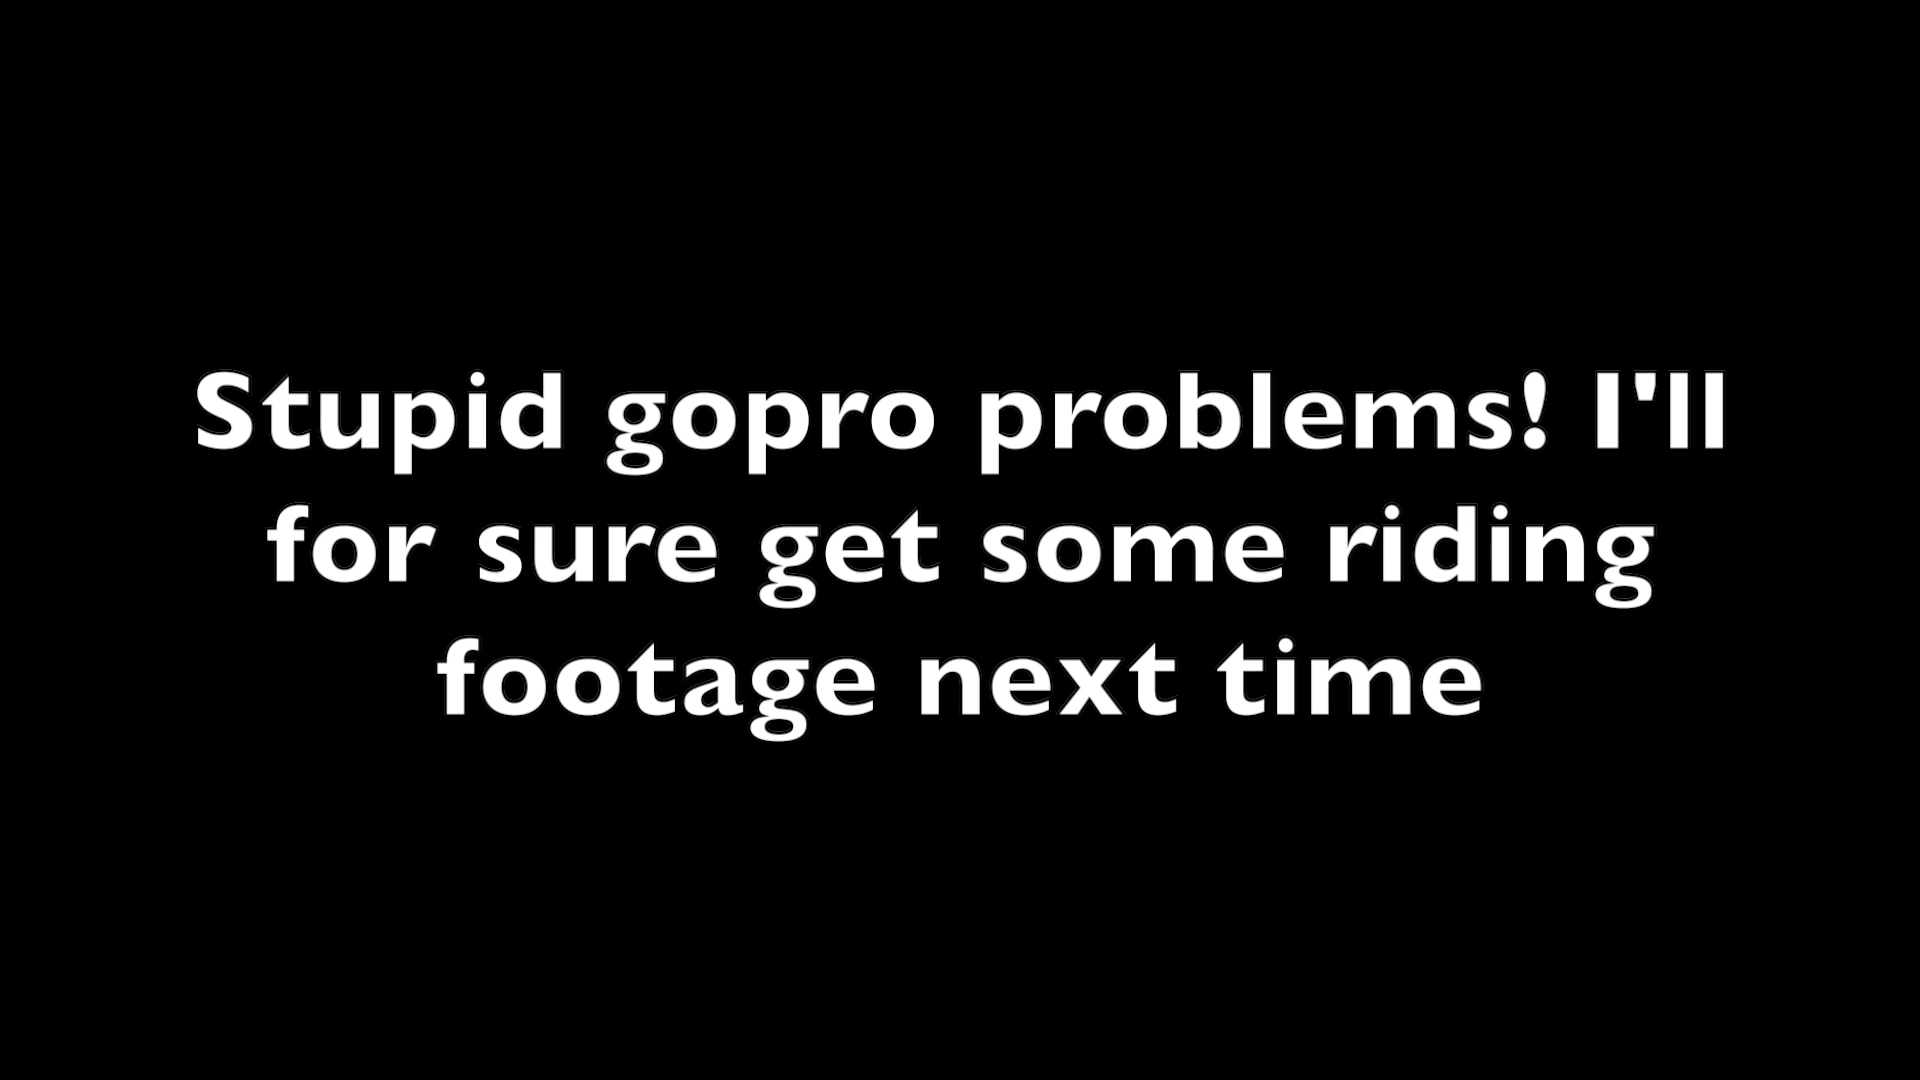 Stupid gopro problems! I'll
for sure get some riding
footage next time